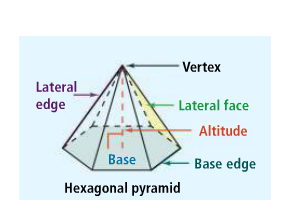 Vertex
Lateral
edge
Lateral face
Altitude
Base
Base edge
Hexagonal pyramid